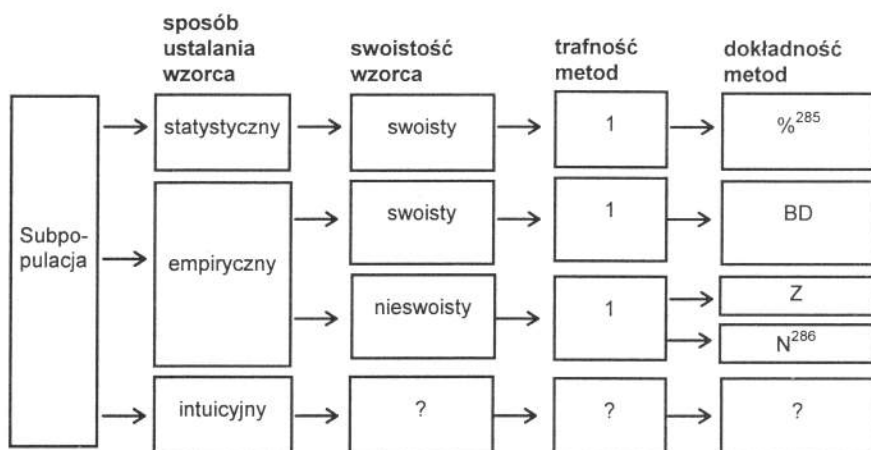 sposób
ustalania
wzorca
swoistość
wzorca
trafność
metod
dokładność
metod
Subpo-
pulacja
statystyczny
swoisty
1
%285
empiryczny
swoisty
1
BD
nieswoisty
1
Z
N286
intuicyjny
?
?
?